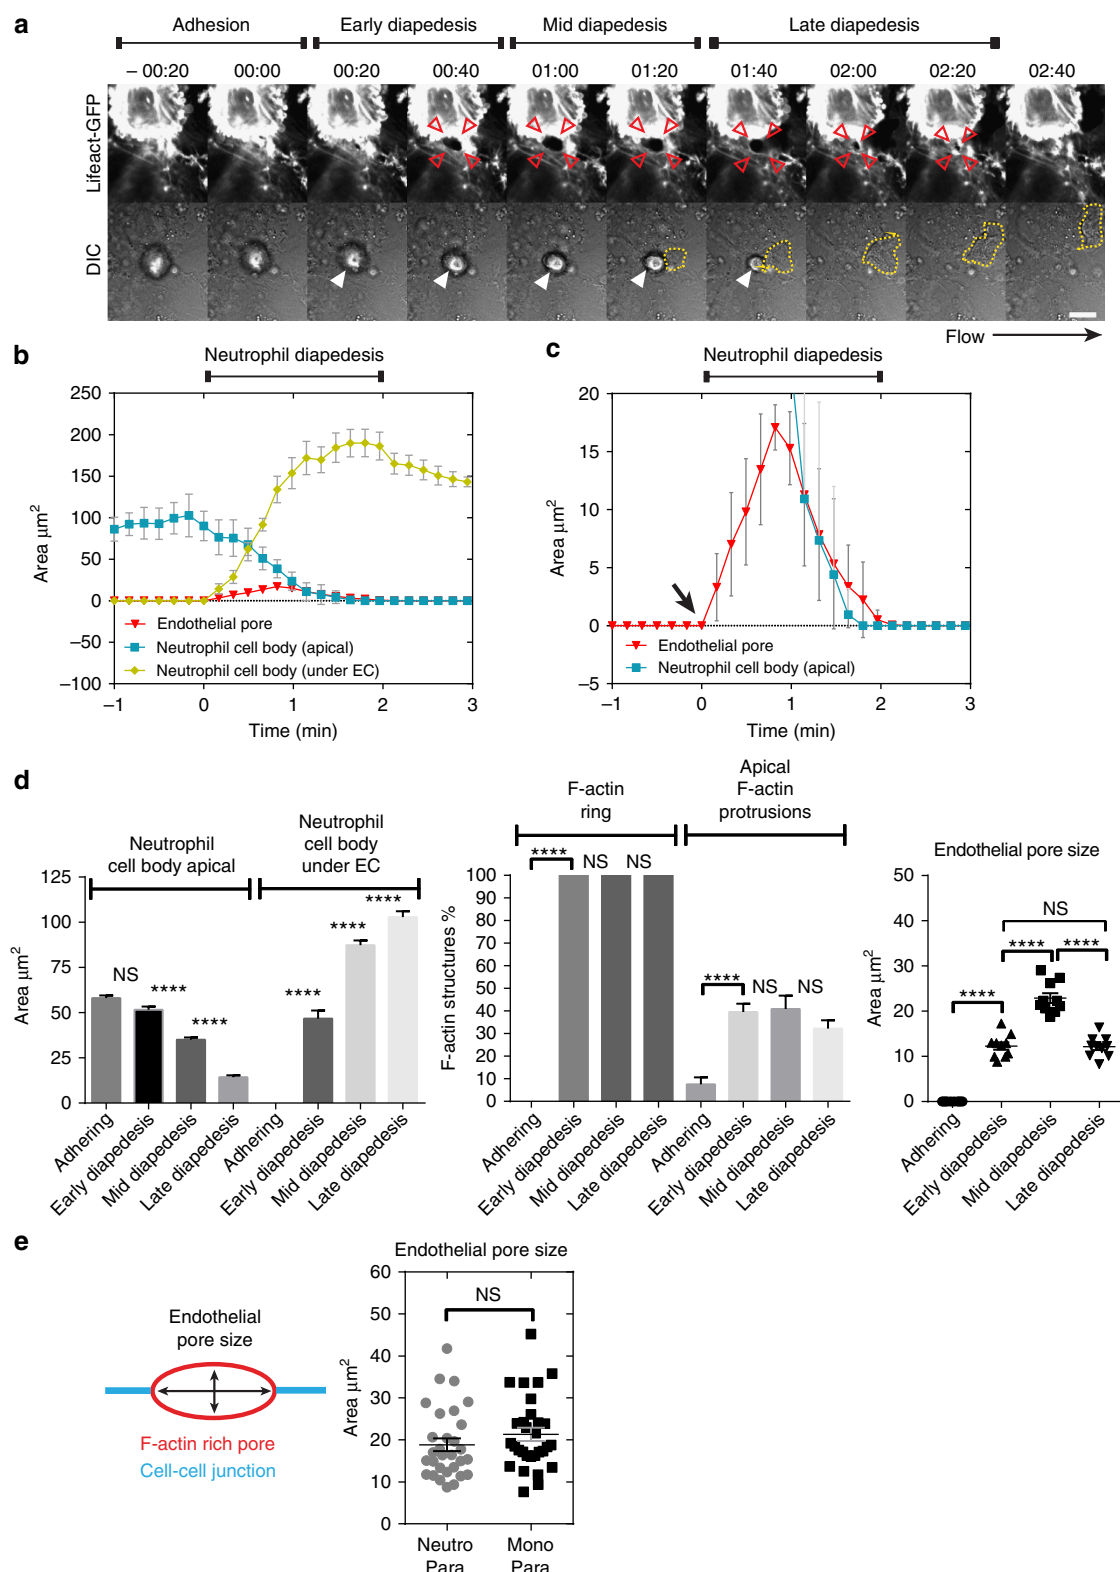 a
Adhesion
Early diapedesis
Mid diapedesis
Late diapedesis
– 00:20 00:00 00:20 00:40 01:00 01:20 01:40 02:00 02:20 02:40
Lifeact-GFP
DIC
Flow
b
Neutrophil diapedesis
250
200
150
100
50
0
–50
–100
Area µm²
Endothelial pore
Neutrophil cell body (apical)
Neutrophil cell body (under EC)
–1 0 1 2 3
Time (min)
c
Neutrophil diapedesis
20
15
10
5
0
–5
Area µm²
Endothelial pore
Neutrophil cell body (apical)
–1 0 1 2 3
Time (min)
d
Neutrophil
cell body apical
Neutrophil
cell body
under EC
125
100
75
50
25
0
Area µm²
NS
****
****
****
****
****
Adhering
Early diapedesis
Mid diapedesis
Late diapedesis
Adhering
Early diapedesis
Mid diapedesis
Late diapedesis
F-actin
ring
Apical
F-actin
protrusions
100
90
80
70
60
50
40
30
20
10
0
F-actin structures %
****
NS
NS
****
NS
NS
Adhering
Early diapedesis
Mid diapedesis
Late diapedesis
Adhering
Early diapedesis
Mid diapedesis
Late diapedesis
Endothelial pore size
50
40
30
20
10
0
Area µm²
NS
****
****
****
Adhering
Early diapedesis
Mid diapedesis
Late diapedesis
e
Endothelial
pore size
F-actin rich pore
Cell-cell junction
Endothelial pore size
60
50
40
30
20
10
0
Area µm²
NS
Neutro
Para
Mono
Para